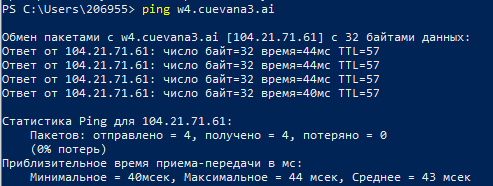 PS C:\Users\206955> ping w4.cuevana3.ai
Обмен пакетами с w4.cuevana3.ai [104.21.71.61] с 32 байтами данных:
Ответ от 104.21.71.61: число байт=32 время=44мс TTL=57
Ответ от 104.21.71.61: число байт=32 время=44мс TTL=57
Ответ от 104.21.71.61: число байт=32 время=44мс TTL=57
Ответ от 104.21.71.61: число байт=32 время=40мс TTL=57
Статистика Ping для 104.21.71.61:
    Пакетов: отправлено = 4, получено = 4, потеряно = 0
    (0% потерь)
Приблизительное время приема-передачи в мс:
    Минимальное = 40мсек, Максимальное = 44 мсек, Среднее = 43 мсек